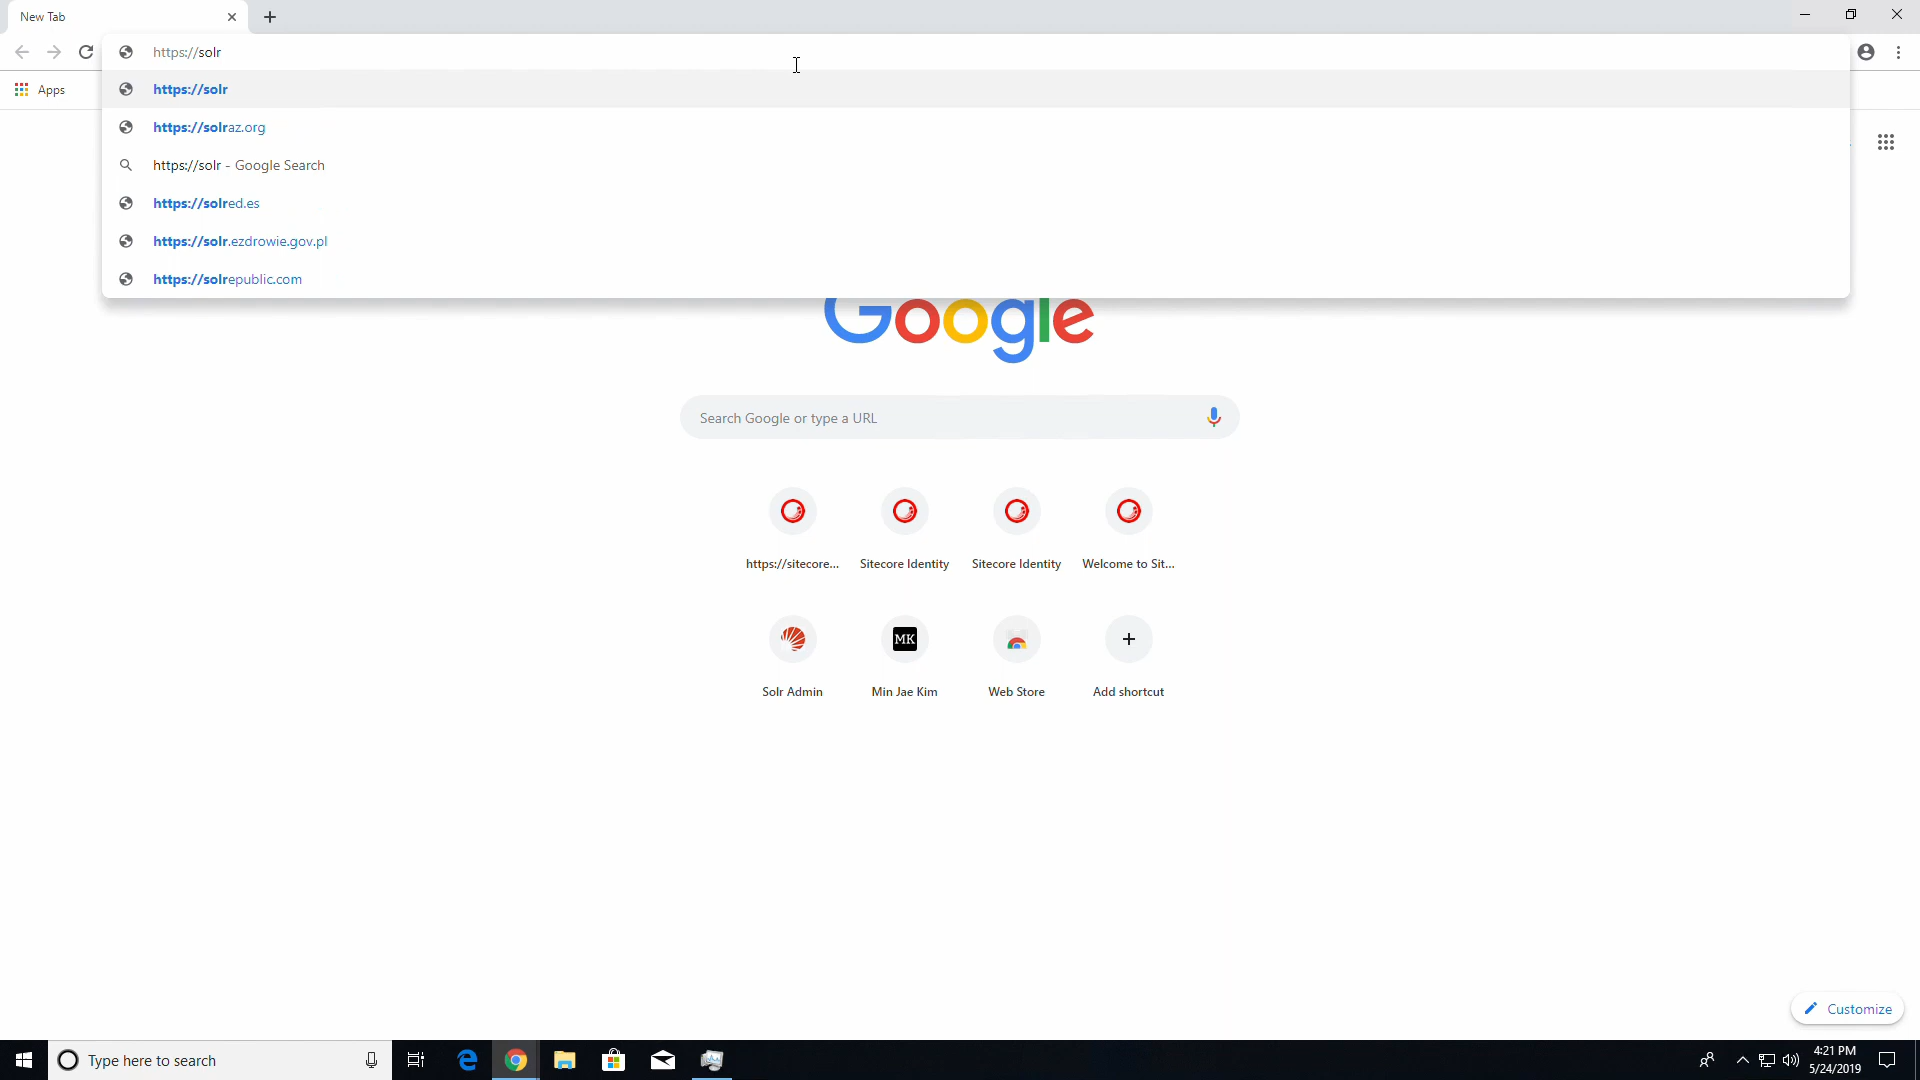 New Tab
https://solr
Apps
https://solr
https://solraz.org
https://solr - Google Search
https://solred.es
https://solr.ezdrowie.gov.pl
https://solrepublic.com
Google
Search Google or type a URL
https://sitecore... Sitecore Identity Sitecore Identity Welcome to Sit...
MK
Solr Admin Min Jae Kim Web Store Add shortcut
Customize
Type here to search
4:21 PM
5/24/2019